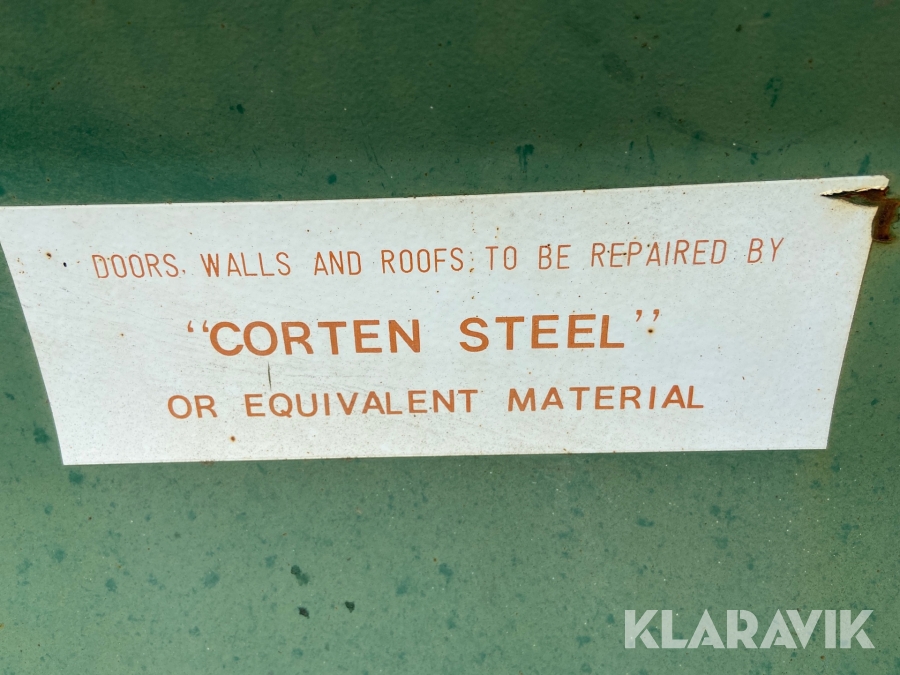 DOORS, WALLS AND ROOFS; TO BE REPAIRED BY
"CORTEN STEEL"
OR EQUIVALENT MATERIAL
KLARAVIK